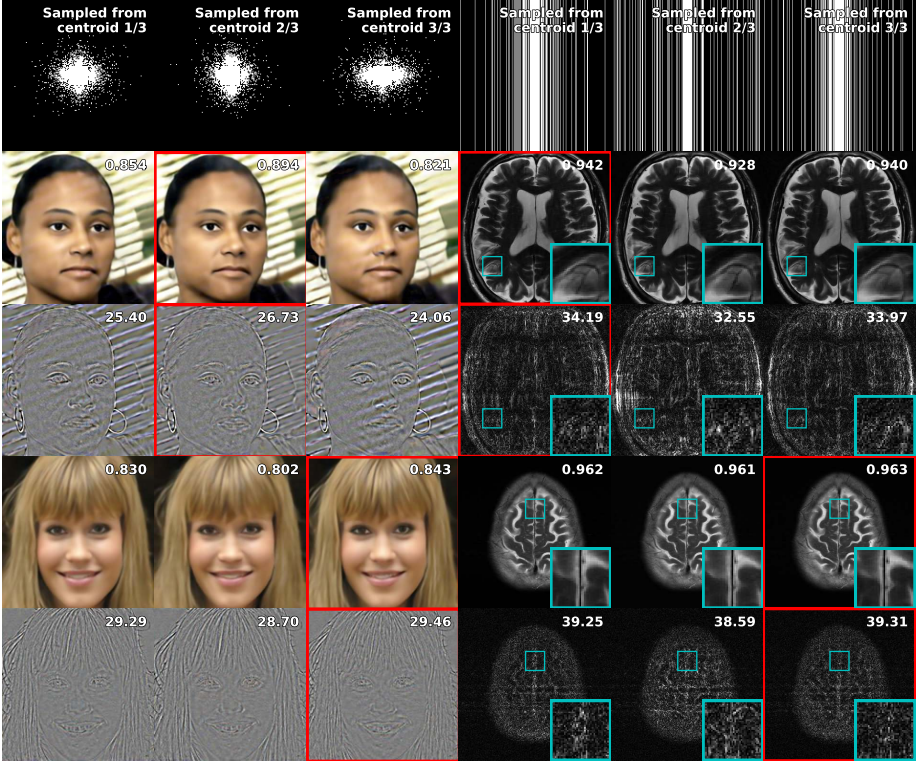 Sampled from
centroid 1/3
Sampled from
centroid 2/3
Sampled from
centroid 3/3
Sampled from
centroid 1/3
Sampled from
centroid 2/3
Sampled from
centroid 3/3
0.854
0.894
0.821
0.942
0.928
0.940
25.40
26.73
24.06
34.19
32.55
33.97
0.830
0.802
0.843
0.962
0.961
0.963
29.29
28.70
29.46
39.25
38.59
39.31